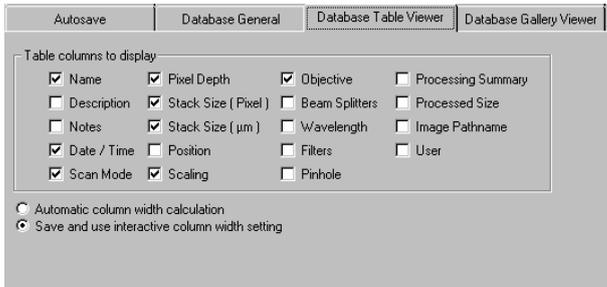 Autosave Database General Database Table Viewer Database Gallery Viewer
Table columns to display
Name Pixel Depth Objective Processing Summary
Description Stack Size ( Pixel ) Beam Splitters Processed Size
Notes Stack Size ( µm ) Wavelength Image Pathname
Date / Time Position Filters User
Scan Mode Scaling Pinhole
Automatic column width calculation
Save and use interactive column width setting